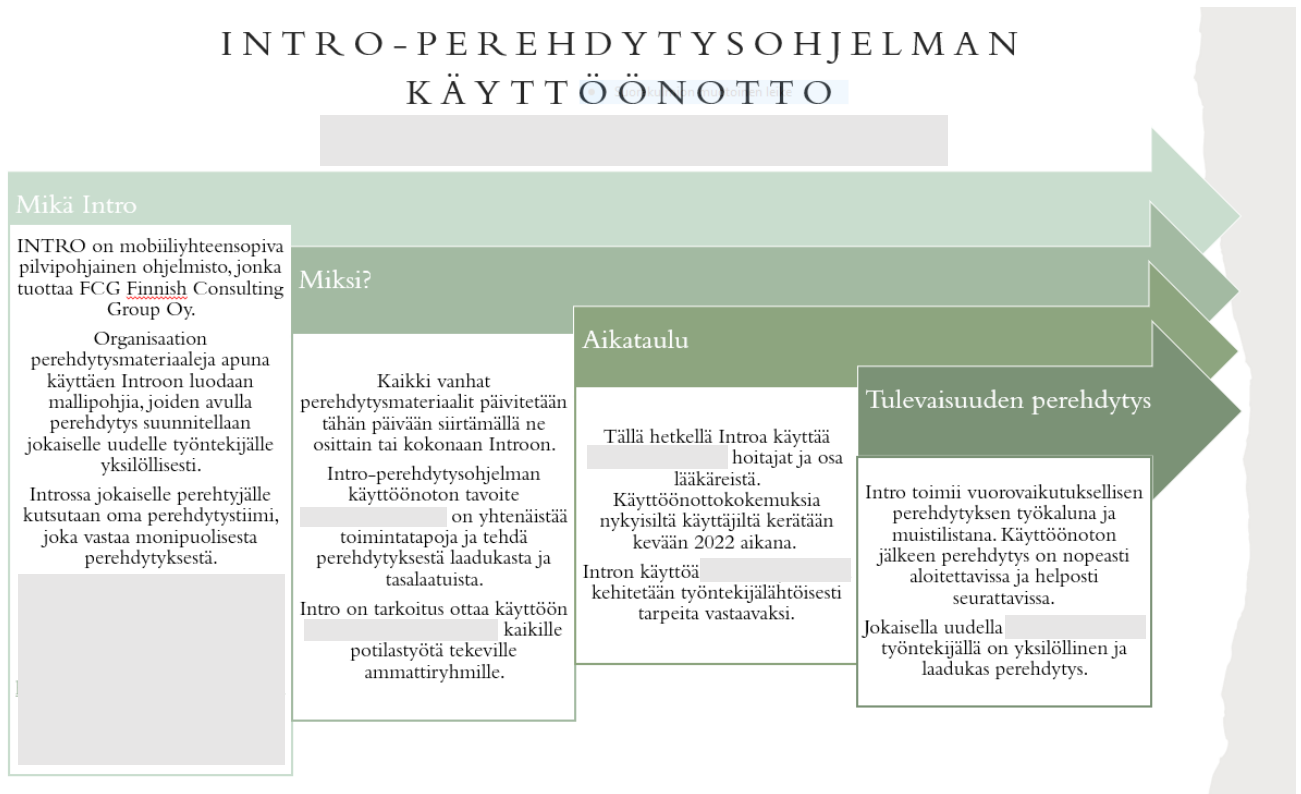 INTRO-PEREHDYTYSOHJELMAN
KÄYTTÖÖNOTTO
Mikä Intro
INTRO on mobiiliyhteensopiva
pilvipohjainen ohjelmisto, jonka
tuottaa FCG Finnish Consulting
Group Oy.
Organisaation
perehdytysmateriaaleja apuna
käyttäen Introon luodaan
mallipohjia, joiden avulla
perehdytys suunnitellaan
jokaiselle uudelle työntekijälle
yksilöllisesti.
Introssa jokaiselle perehtyjälle
kutsutaan oma perehdytystiimi,
joka vastaa monipuolisesta
perehdytyksestä.
Miksi?
Kaikki vanhat
perehdytysmateriaalit päivitetään
tähän päivään siirtämällä ne
osittain tai kokonaan Introon.
Intro-perehdytysohjelman
käyttöönoton tavoite
on yhtenäistää
toimintatapoja ja tehdä
perehdytyksestä laadukasta ja
tasalaatuista.
Intro on tarkoitus ottaa käyttöön
kaikille
potilastyötä tekeville
ammattiryhmille.
Aikataulu
Tällä hetkellä Introa käyttää
hoitajat ja osa
lääkäreistä.
Käyttöönottokokemuksia
nykyisiltä käyttäjiltä kerätään
kevään 2022 aikana.
Intron käyttöä
kehitetään työntekijälähtöisesti
tarpeita vastaavaksi.
Tulevaisuuden perehdytys
Intro toimii vuorovaikutuksellisen
perehdytyksen työkaluna ja
muistilistana. Käyttöönoton
jälkeen perehdytys on nopeasti
aloitettavissa ja helposti
seurattavissa.
Jokaisella uudella
työntekijällä on yksilöllinen ja
laadukas perehdytys.